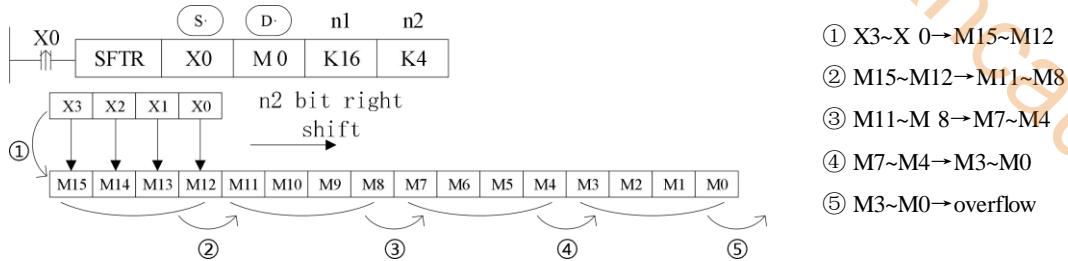 S· D· n1 n2
X0
SFTR X0 M 0 K16 K4
X3 X2 X1 X0
n2 bit right
shift
①
M15 M14 M13 M12 M11 M10 M9 M8 M7 M6 M5 M4 M3 M2 M1 M0
② ③ ④ ⑤
① X3~X 0→M15~M12
② M15~M12→M11~M8
③ M11~M 8→M7~M4
④ M7~M4→M3~M0
⑤ M3~M0→overflow